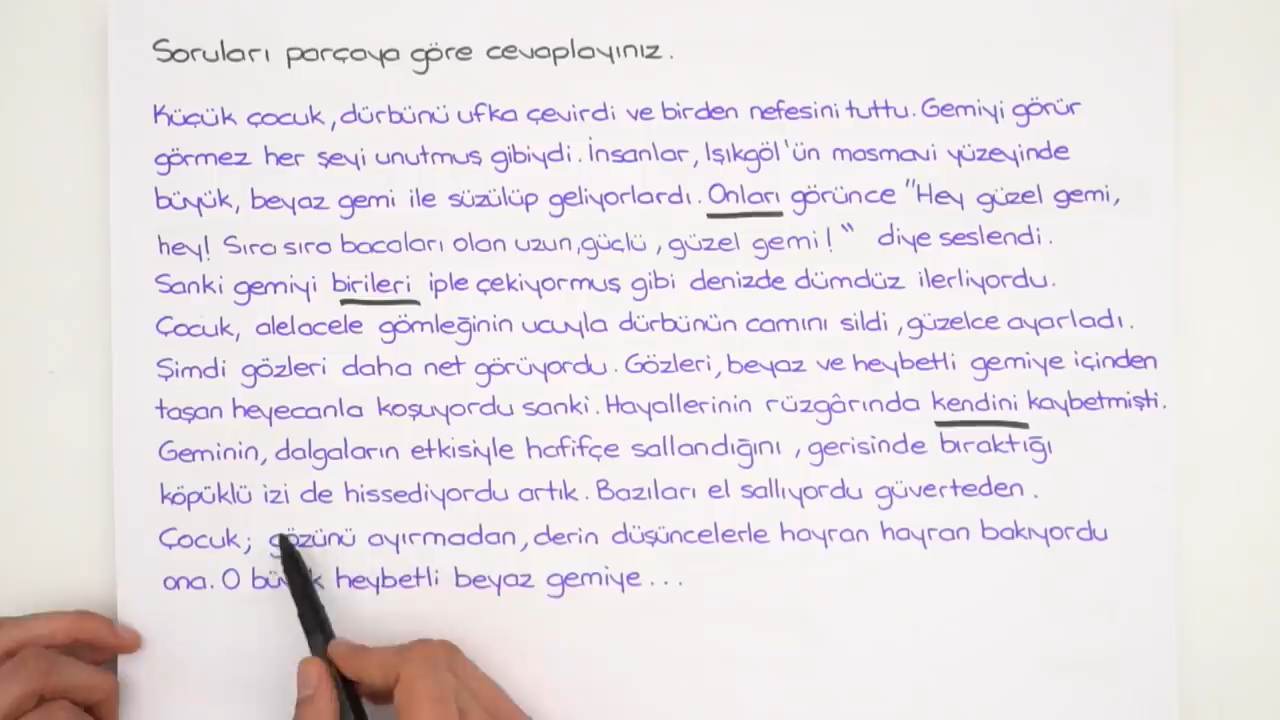 Soruları parçaya göre cevaplayınız.
Küçük çocuk, dürbünü ufka çevirdi ve birden nefesini tuttu. Gemiyi görür
görmez her şeyi unutmuş gibiydi. İnsanlar, Işıkgöl'ün masmavi yüzeyinde
büyük, beyaz gemi ile süzülüp geliyorlardı. Onları görünce "Hey güzel gemi,
hey! Sıra sıra bacaları olan uzun, güçlü, güzel gemi!" diye seslendi.
Sanki gemiyi birileri iple çekiyormuş gibi denizde dümdüz ilerliyordu.
Çocuk, alelacele gömleğinin ucuyla dürbünün camını sildi, güzelce ayarladı.
Şimdi gözleri daha net görüyordu. Gözleri, beyaz ve heybetli gemiye içinden
taşan heyecanla koşuyordu sanki. Hayallerinin rüzgârında kendini kaybetmişti.
Geminin, dalgaların etkisiyle hafifçe sallandığını, gerisinde bıraktığı
köpüklü izi de hissediyordu artık. Bazıları el sallıyordu güverteden.
Çocuk; gözünü ayırmadan, derin düşüncelerle hayran hayran bakıyordu
ona. O heybetli beyaz gemiye...